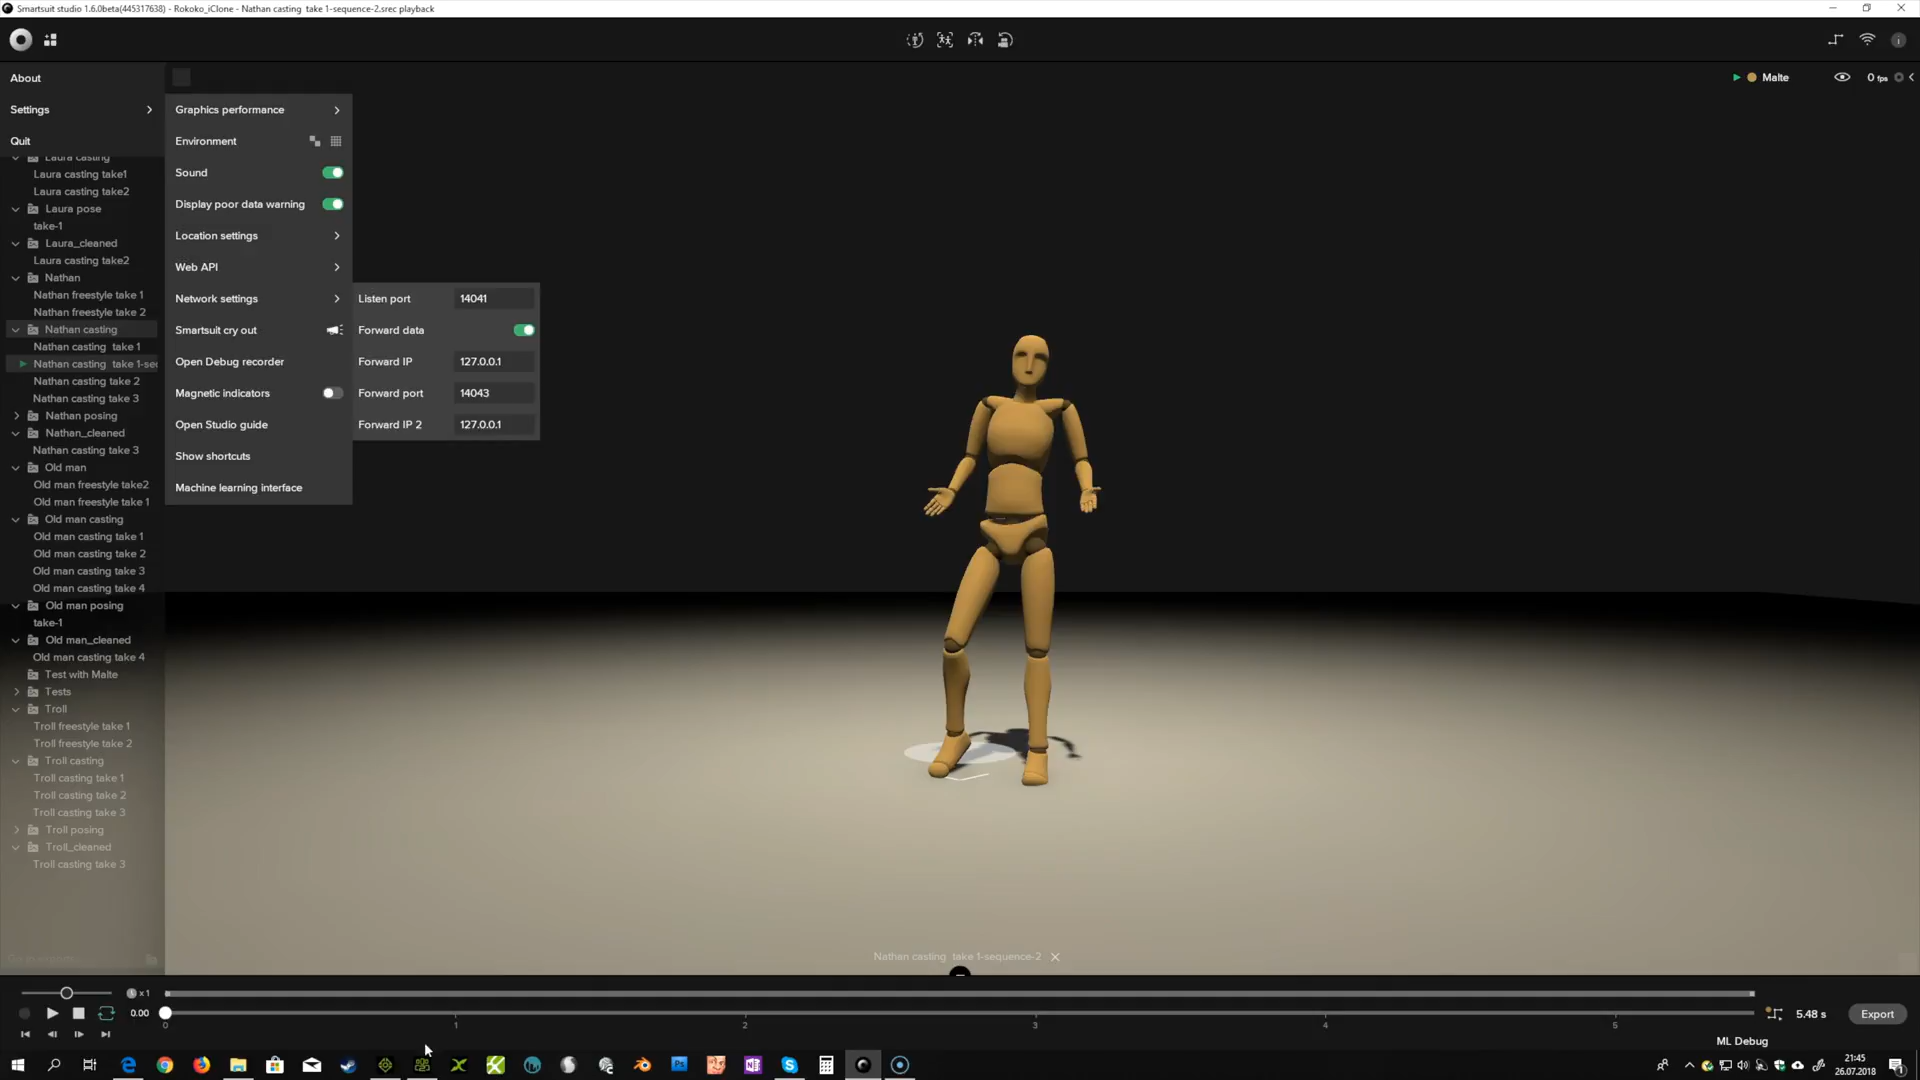 Smartsuit studio 1.6.0beta(445317638) - Rokoko_iClone - Nathan casting  take 1-sequence-2.srec playback
About
Settings
Quit
Malte
0 fps
Graphics performance
Environment
Sound
Display poor data warning
Location settings
Web API
Network settings
Smartsuit cry out
Open Debug recorder
Magnetic indicators
Open Studio guide
Show shortcuts
Machine learning interface
Listen port 14041
Forward data
Forward IP 127.0.0.1
Forward port 14043
Forward IP 2 127.0.0.1
Laura casting
Laura casting take1
Laura casting take2
Laura pose
take-1
Laura_cleaned
Laura casting take2
Nathan
Nathan freestyle take 1
Nathan freestyle take 2
Nathan casting
Nathan casting  take 1
Nathan casting  take 1-se
Nathan casting take 2
Nathan casting take 3
Nathan posing
Nathan_cleaned
Nathan casting take 3
Old man
Old man freestyle take2
Old man freestyle take 1
Old man casting
Old man casting take 1
Old man casting take 2
Old man casting take 3
Old man casting take 4
Old man posing
take-1
Old man_cleaned
Old man casting take 4
Test with Malte
Tests
Troll
Troll freestyle take 1
Troll freestyle take 2
Troll casting
Troll casting take 1
Troll casting take 2
Troll casting take 3
Troll posing
Troll_cleaned
Troll casting take 3
Nathan casting  take 1-sequence-2
x 1
0.00
0 1 2 3 4 5
5.48 s
Export
ML Debug
21:45
26.07.2018